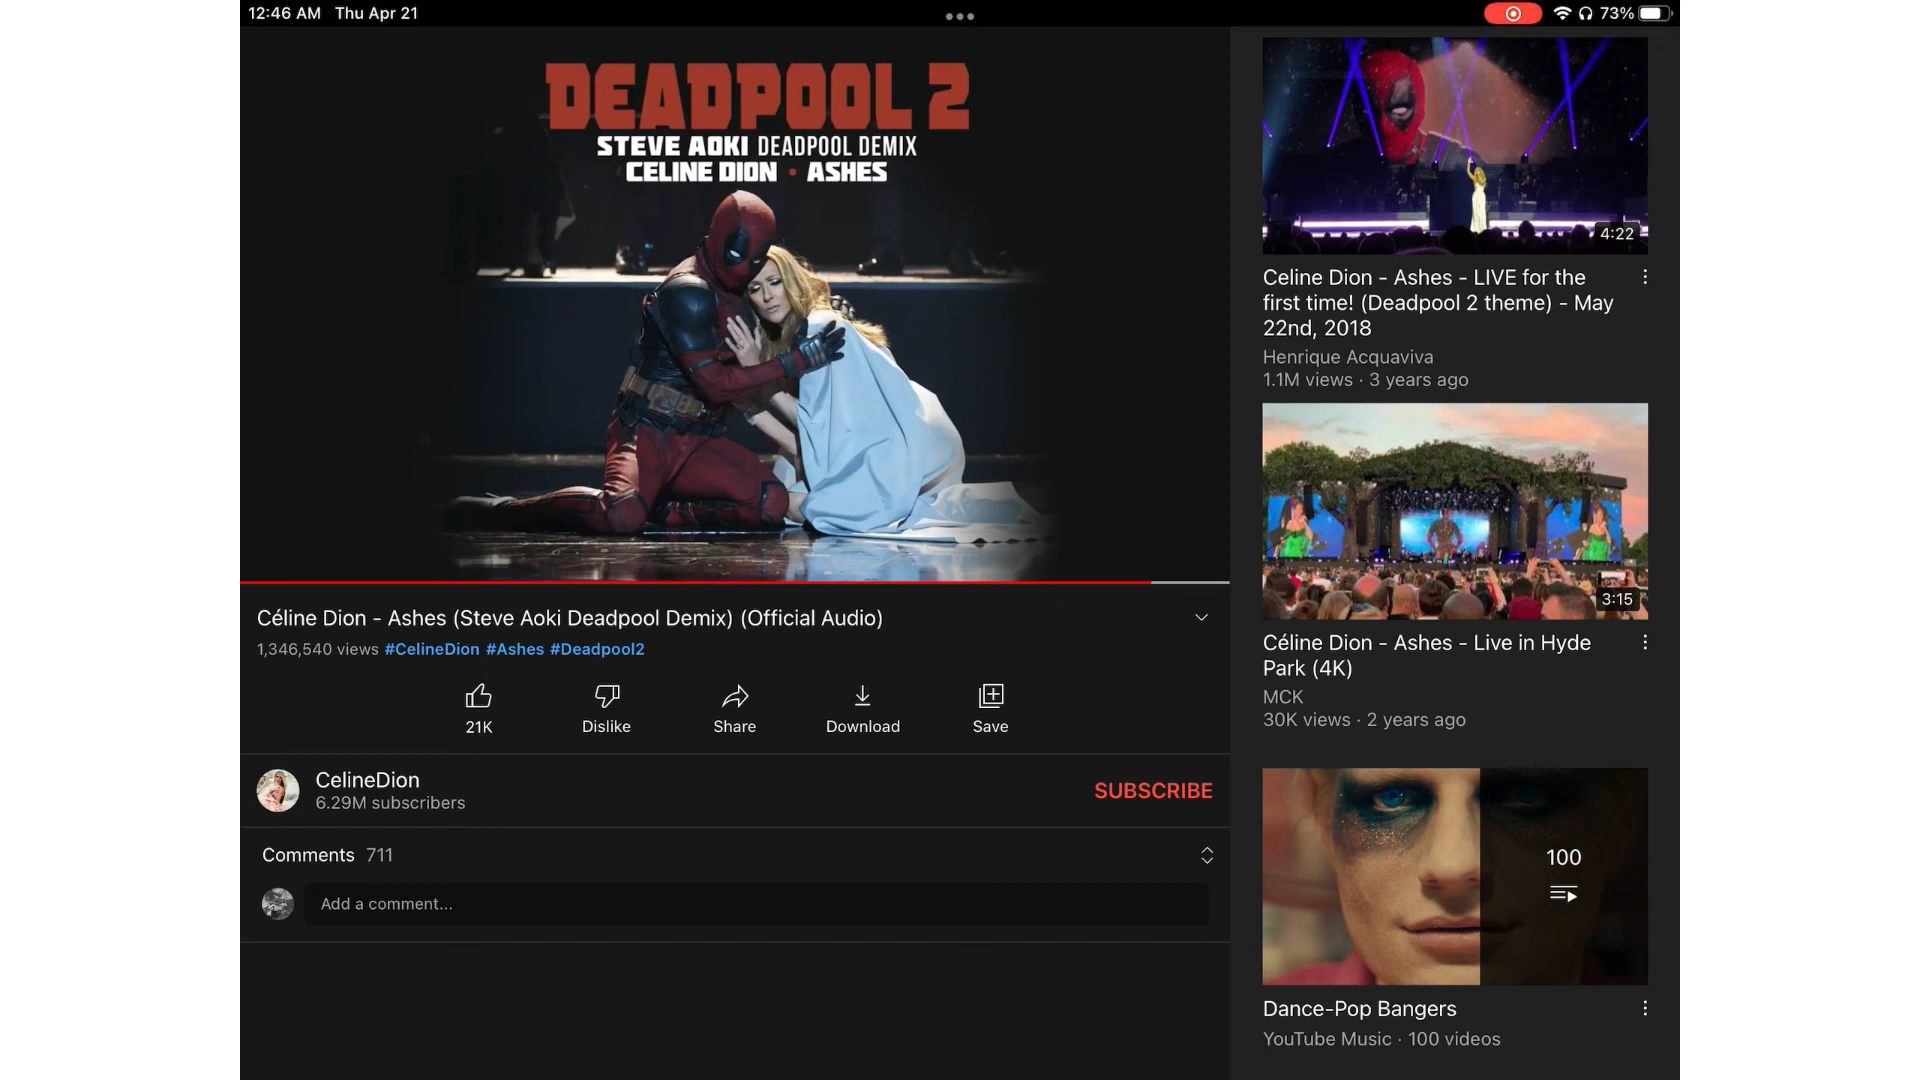 12:46 AM Thu Apr 21
73%
DEADPOOL 2
STEVE AOKI DEADPOOL DEMIX
CELINE DION • ASHES
Céline Dion - Ashes (Steve Aoki Deadpool Demix) (Official Audio)
1,346,540 views #CelineDion #Ashes #Deadpool2
21K
Dislike
Share
Download
Save
CelineDion
6.29M subscribers
SUBSCRIBE
Comments 711
Add a comment...
4:22
Celine Dion - Ashes - LIVE for the
first time! (Deadpool 2 theme) - May
22nd, 2018
Henrique Acquaviva
1.1M views · 3 years ago
3:15
Céline Dion - Ashes - Live in Hyde
Park (4K)
MCK
30K views · 2 years ago
100
Dance-Pop Bangers
YouTube Music · 100 videos